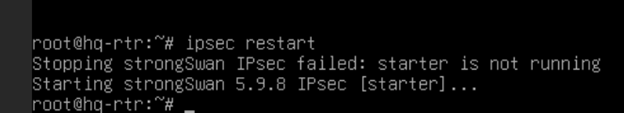 root@hq-rtr:~# ipsec restart
Stopping strongSwan IPsec failed: starter is not running
Starting strongSwan 5.9.8 IPsec [starter]...
root@hq-rtr:~# _